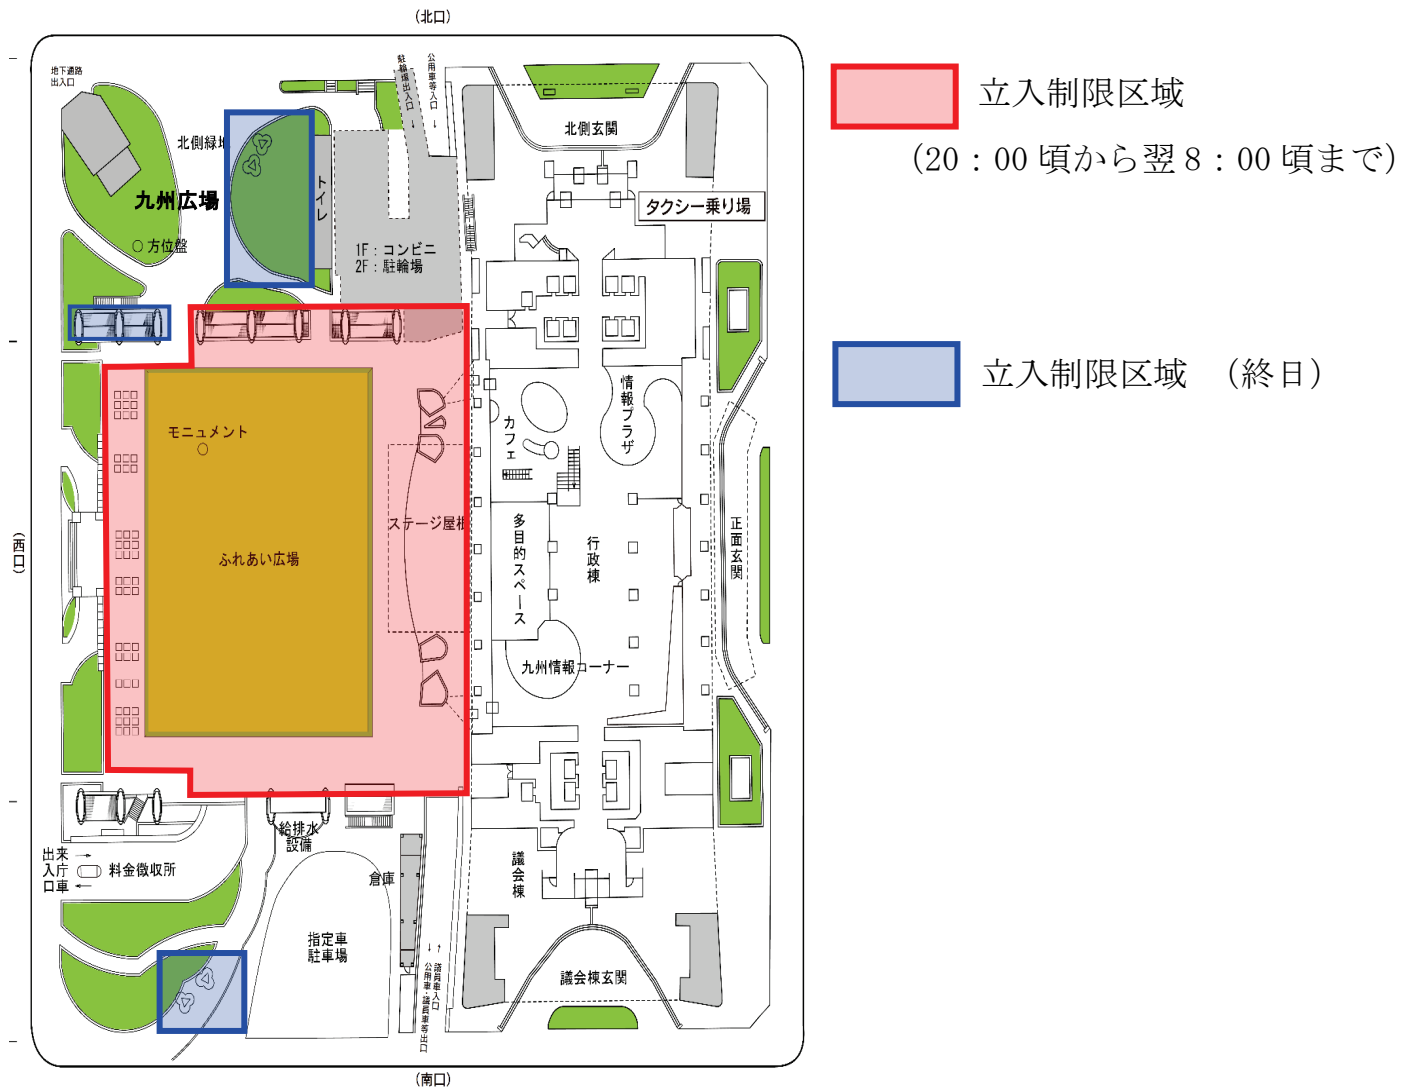 （北口）
地下通路
出入口
駐輪場出入口
公用車等入口
↓
↓
北側玄関
北側緑地
トイレ
九州広場
○ 方位盤
1F：コンビニ
2F：駐輪場
タクシー乗り場
立入制限区域
（20：00 頃から翌 8：00 頃まで）
立入制限区域　（終日）
モニュメント
カフェ
情報プラザ
ステージ屋根
ふれあい広場
多目的スペース
行政棟
正面玄関
（西口）
九州情報コーナー
給排水
設備
出来 →
入庁
口車 ←
料金徴収所
倉庫
議会棟
指定車
駐車場
議会棟玄関
↑
議員車入口
↓
公用車・議員車等出口
（南口）